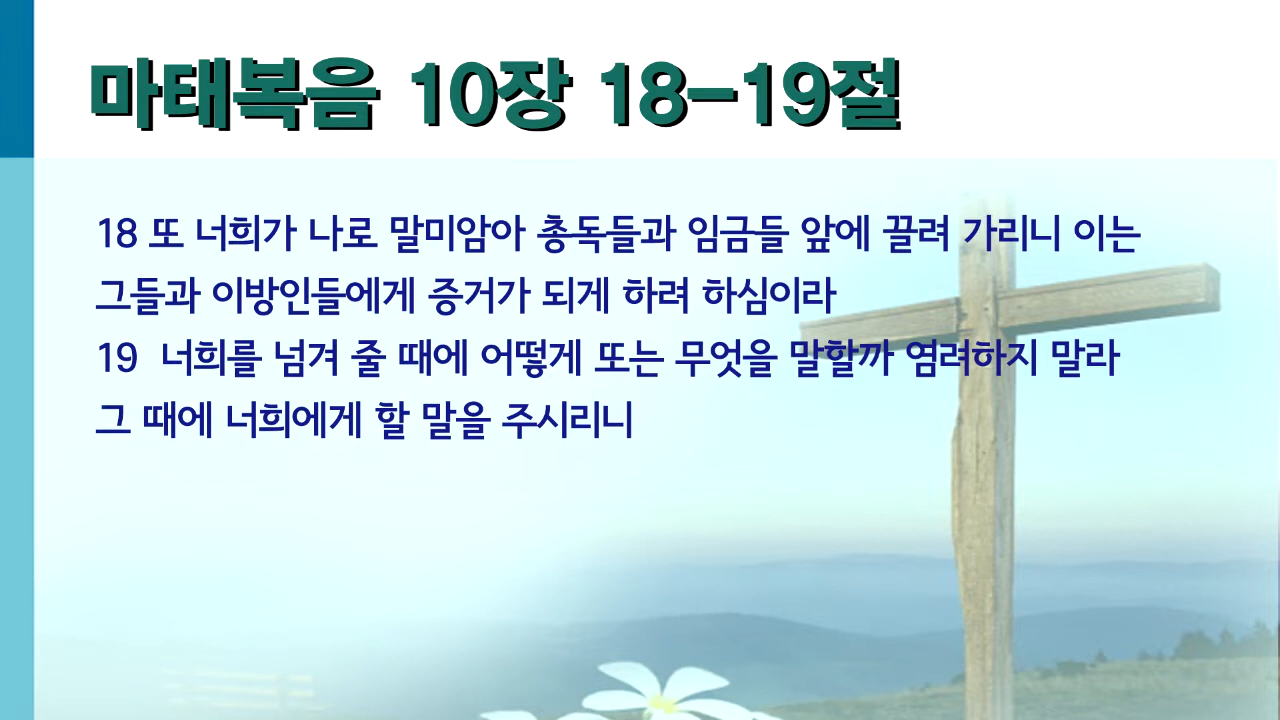 마태복음 10장 18-19절
18 또 너희가 나로 말미암아 총독들과 임금들 앞에 끌려 가리니 이는
그들과 이방인들에게 증거가 되게 하려 하심이라
19 너희를 넘겨 줄 때에 어떻게 또는 무엇을 말할까 염려하지 말라
그 때에 너희에게 할 말을 주시리니